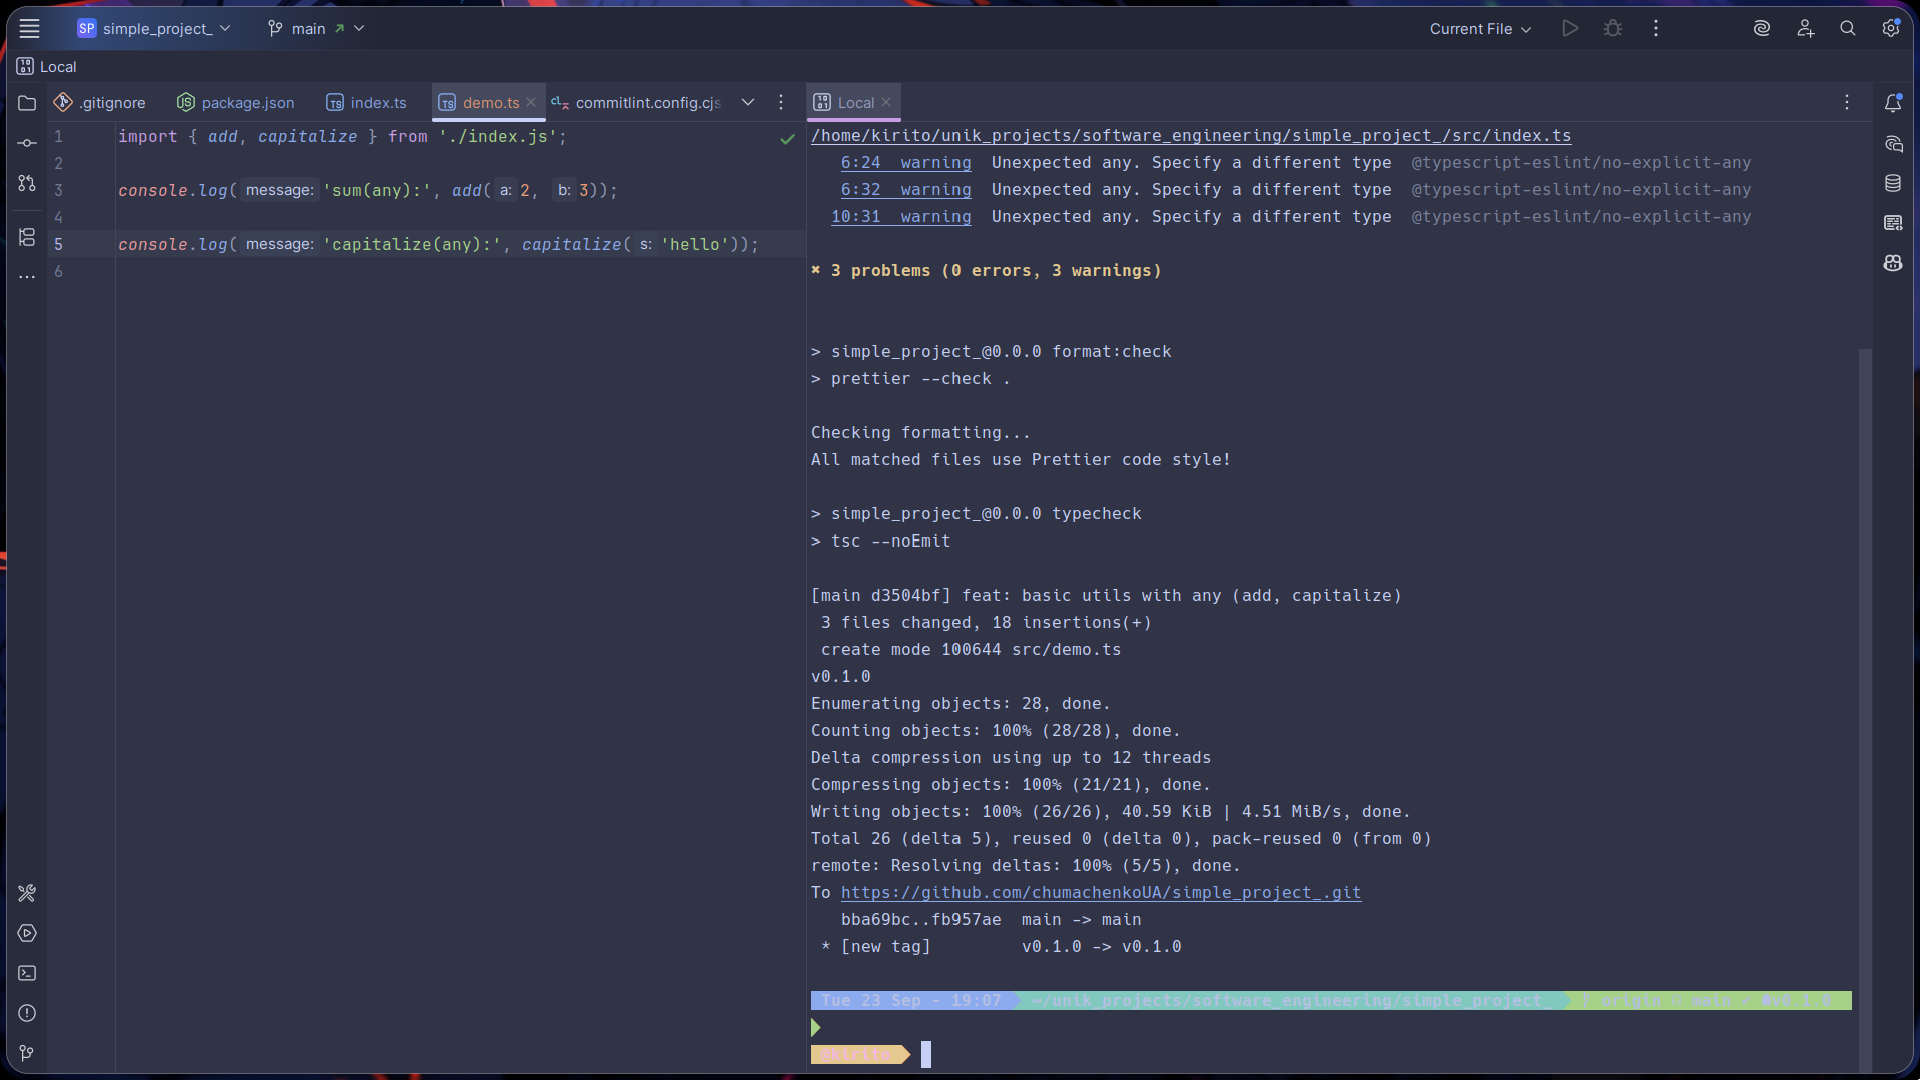 SP simple_project_ main Current File
Local
.gitignore package.json index.ts demo.ts commitlint.config.cjs Local
1 import { add, capitalize } from './index.js';
2
3 console.log( message: 'sum(any):', add( a: 2, b: 3));
4
5 console.log( message: 'capitalize(any):', capitalize( s: 'hello'));
6
/home/kirito/unik_projects/software_engineering/simple_project_/src/index.ts
6:24 warning Unexpected any. Specify a different type @typescript-eslint/no-explicit-any
6:32 warning Unexpected any. Specify a different type @typescript-eslint/no-explicit-any
10:31 warning Unexpected any. Specify a different type @typescript-eslint/no-explicit-any
✖ 3 problems (0 errors, 3 warnings)
> simple_project_@0.0.0 format:check
> prettier --check .
Checking formatting...
All matched files use Prettier code style!
> simple_project_@0.0.0 typecheck
> tsc --noEmit
[main d3504bf] feat: basic utils with any (add, capitalize)
3 files changed, 18 insertions(+)
create mode 100644 src/demo.ts
v0.1.0
Enumerating objects: 28, done.
Counting objects: 100% (28/28), done.
Delta compression using up to 12 threads
Compressing objects: 100% (21/21), done.
Writing objects: 100% (26/26), 40.59 KiB | 4.51 MiB/s, done.
Total 26 (delta 5), reused 0 (delta 0), pack-reused 0 (from 0)
remote: Resolving deltas: 100% (5/5), done.
To https://github.com/chumachenkoUA/simple_project_.git
bba69bc..fb957ae main -> main
* [new tag] v0.1.0 -> v0.1.0
Tue 23 Sep - 19:07 ~/unik_projects/software_engineering/simple_project_ origin main v0.1.0
@kirito